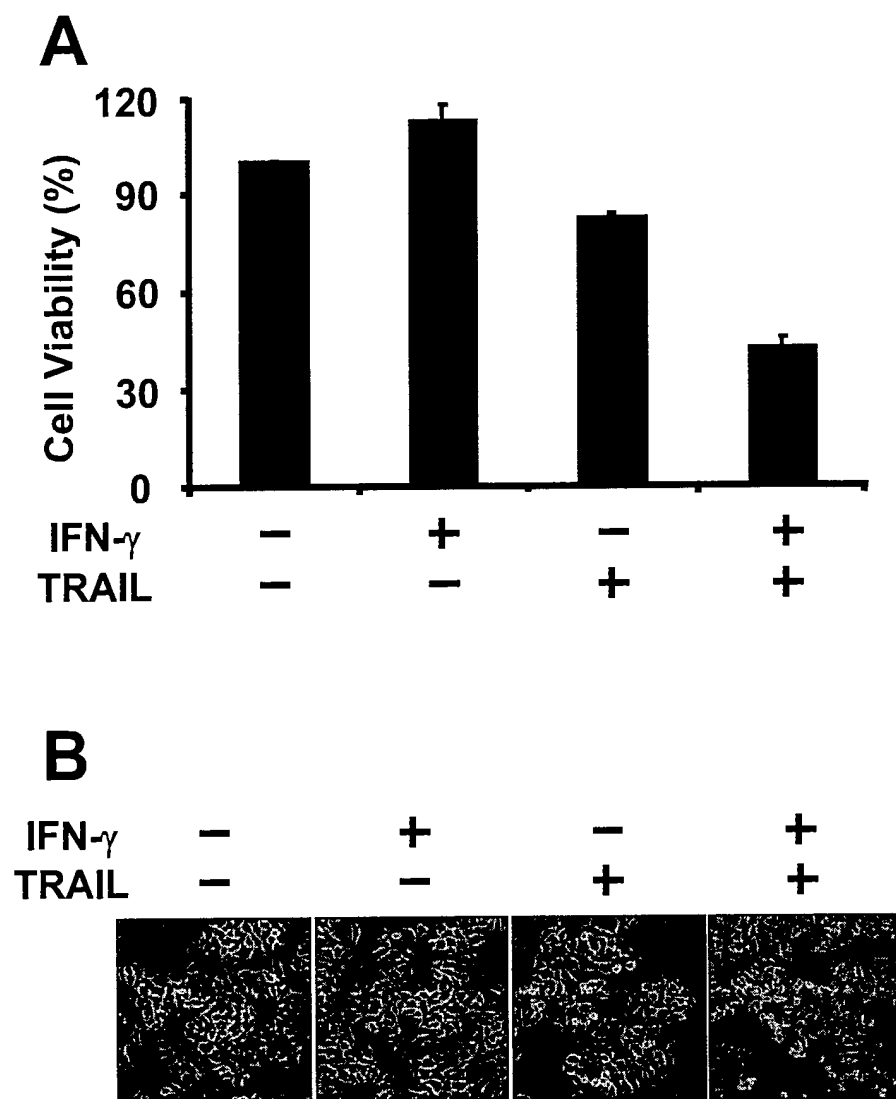 A
120
90
60
30
0
Cell Viability (%)
IFN-γ − + − +
TRAIL − − + +
B
IFN-γ − + − +
TRAIL − − + +